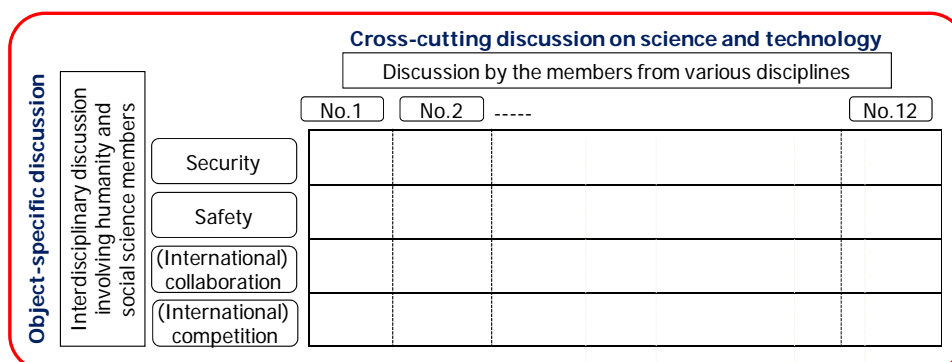 Cross-cutting discussion on science and technology
Discussion by the members from various disciplines
No.1 No.2 ----- No.12
Object-specific discussion
Interdisciplinary discussion
involving humanity and
social science members
Security
Safety
(International)
collaboration
(International)
competition